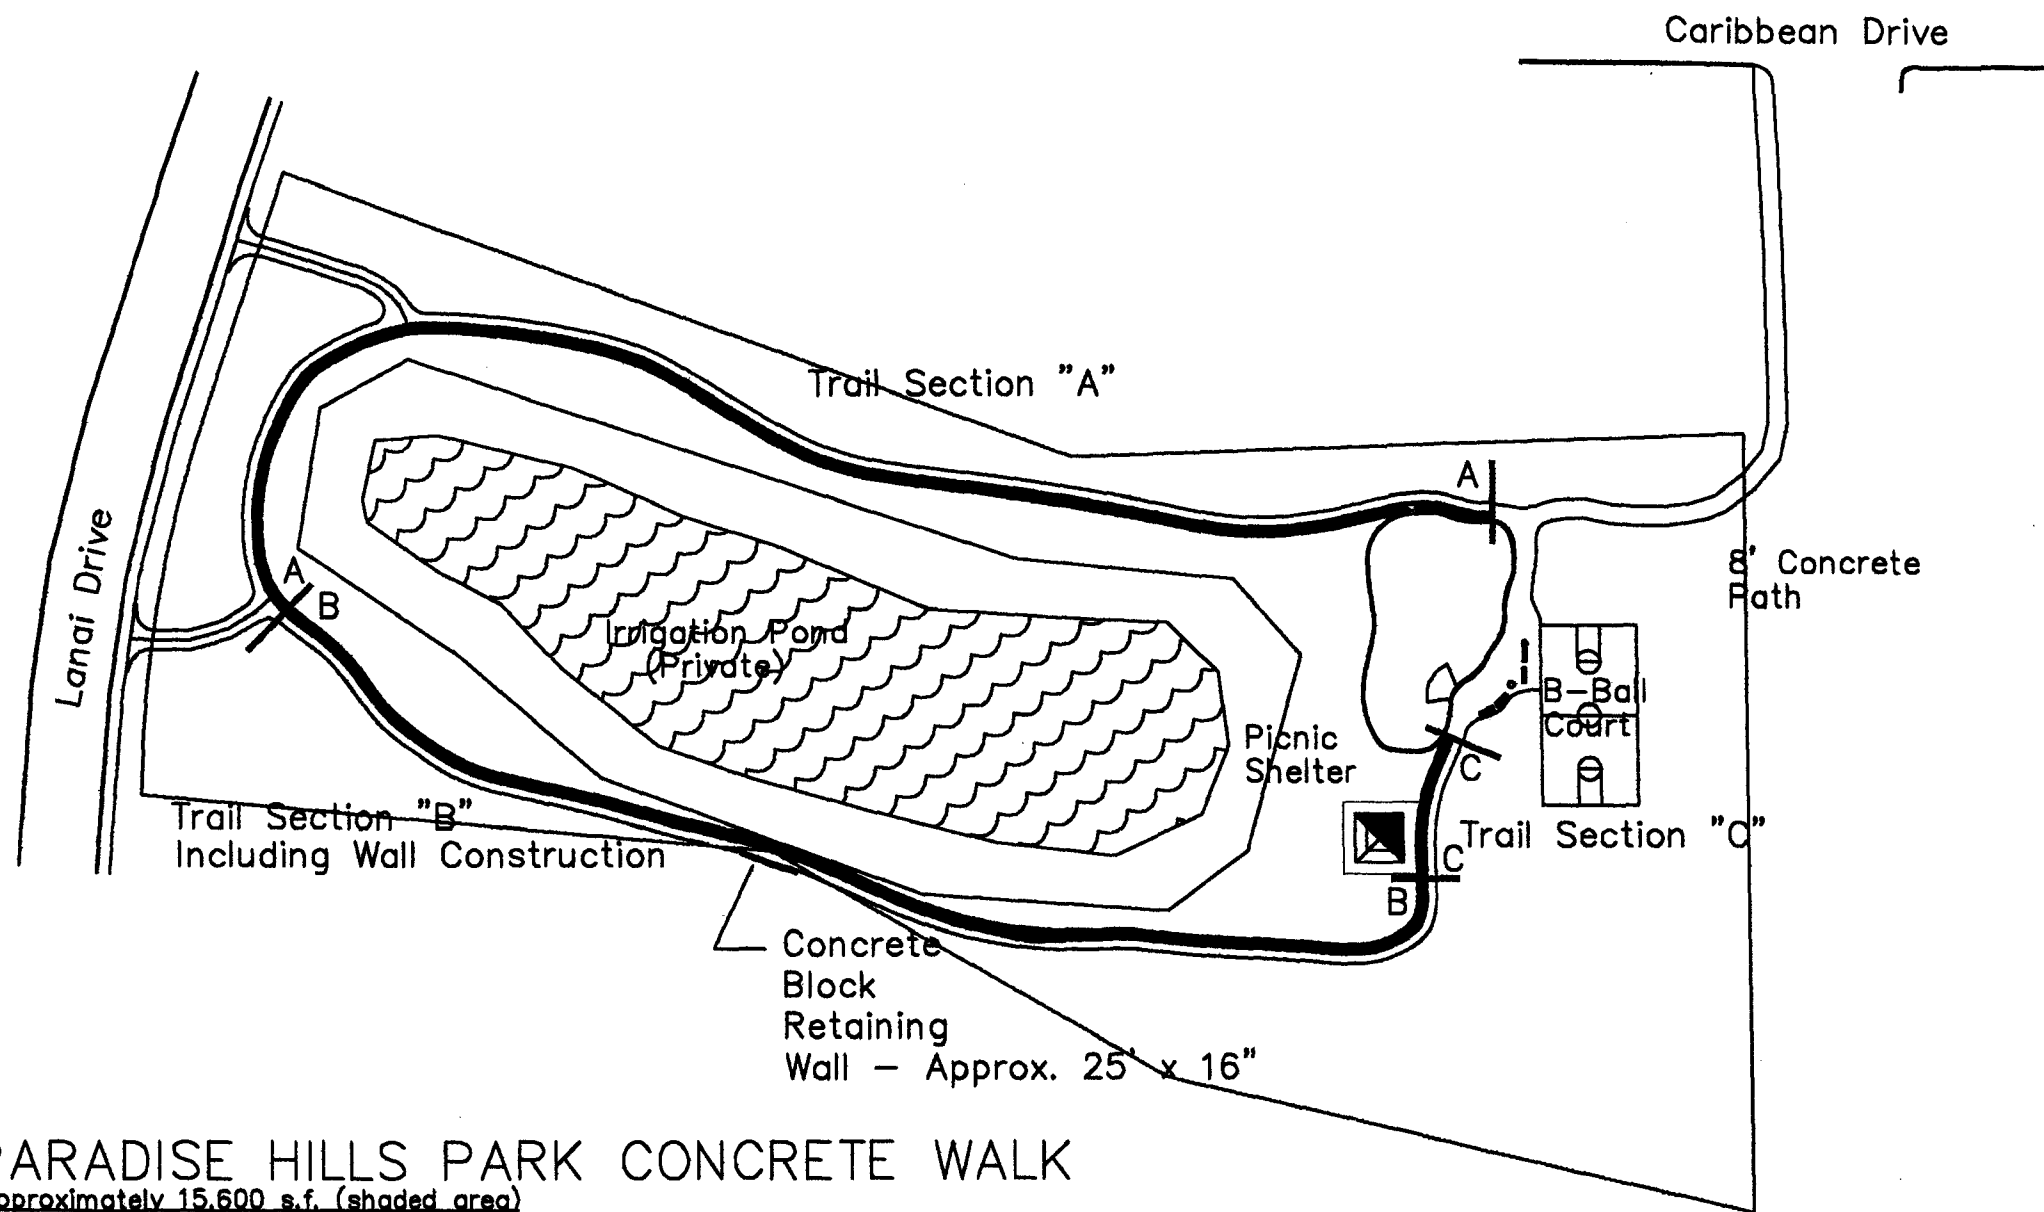 Caribbean Drive
Trail Section "A"
A
8' Concrete
Path
Lanai Drive
A
B
Irrigation Pond
(Private)
B-Ball
Court
Picnic
Shelter
C
Trail Section "B"
Including Wall Construction
Trail Section "C"
C
B
Concrete
Block
Retaining
Wall - Approx. 25' x 16"
PARADISE HILLS PARK CONCRETE WALK
pproximately 15,600 s.f. (shaded area)